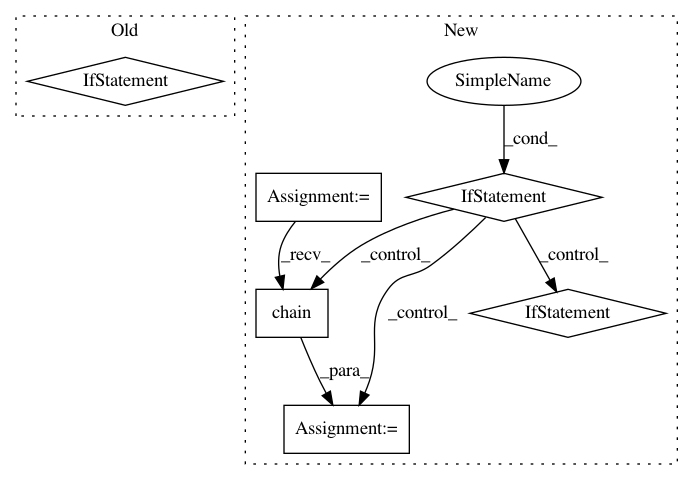 Old
New
IfStatement
SimpleName
_cond_
Assignment:=
IfStatement
_recv_
_control_
_control_
chain
_control_
IfStatement
_para_
Assignment:=